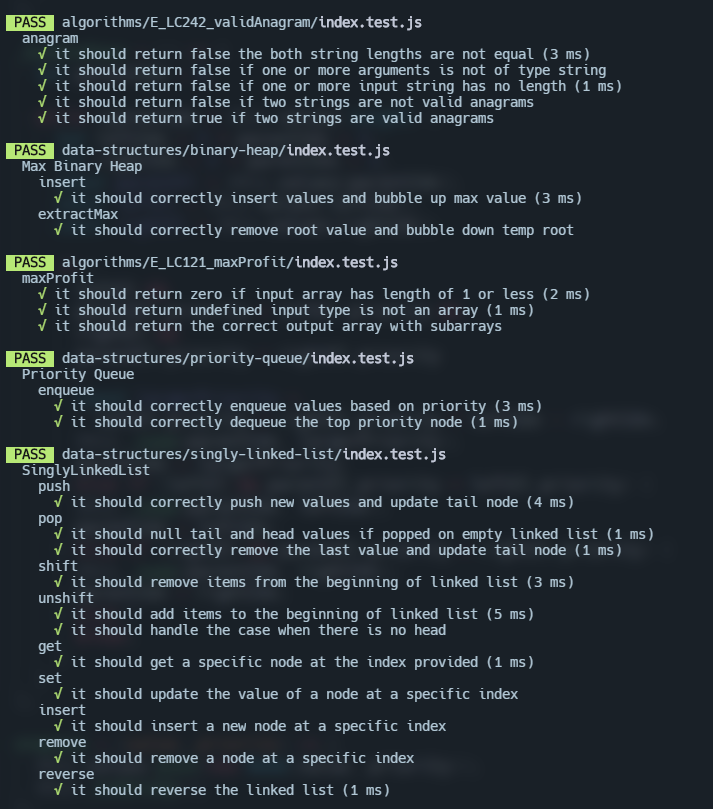 PASS algorithms/E_LC242_validAnagram/index.test.js
anagram
√ it should return false the both string lengths are not equal (3 ms)
√ it should return false if one or more arguments is not of type string
√ it should return false if one or more input string has no length (1 ms)
√ it should return false if two strings are not valid anagrams
√ it should return true if two strings are valid anagrams
PASS data-structures/binary-heap/index.test.js
Max Binary Heap
insert
√ it should correctly insert values and bubble up max value (3 ms)
extractMax
√ it should correctly remove root value and bubble down temp root
PASS algorithms/E_LC121_maxProfit/index.test.js
maxProfit
√ it should return zero if input array has length of 1 or less (2 ms)
√ it should return undefined input type is not an array (1 ms)
√ it should return the correct output array with subarrays
PASS data-structures/priority-queue/index.test.js
Priority Queue
enqueue
√ it should correctly enqueue values based on priority (3 ms)
√ it should correctly dequeue the top priority node (1 ms)
PASS data-structures/singly-linked-list/index.test.js
SinglyLinkedList
push
√ it should correctly push new values and update tail node (4 ms)
pop
√ it should null tail and head values if popped on empty linked list (1 ms)
√ it should correctly remove the last value and update tail node (1 ms)
shift
√ it should remove items from the beginning of linked list (3 ms)
unshift
√ it should add items to the beginning of linked list (5 ms)
√ it should handle the case when there is no head
get
√ it should get a specific node at the index provided (1 ms)
set
√ it should update the value of a node at a specific index
insert
√ it should insert a new node at a specific index
remove
√ it should remove a node at a specific index
reverse
√ it should reverse the linked list (1 ms)